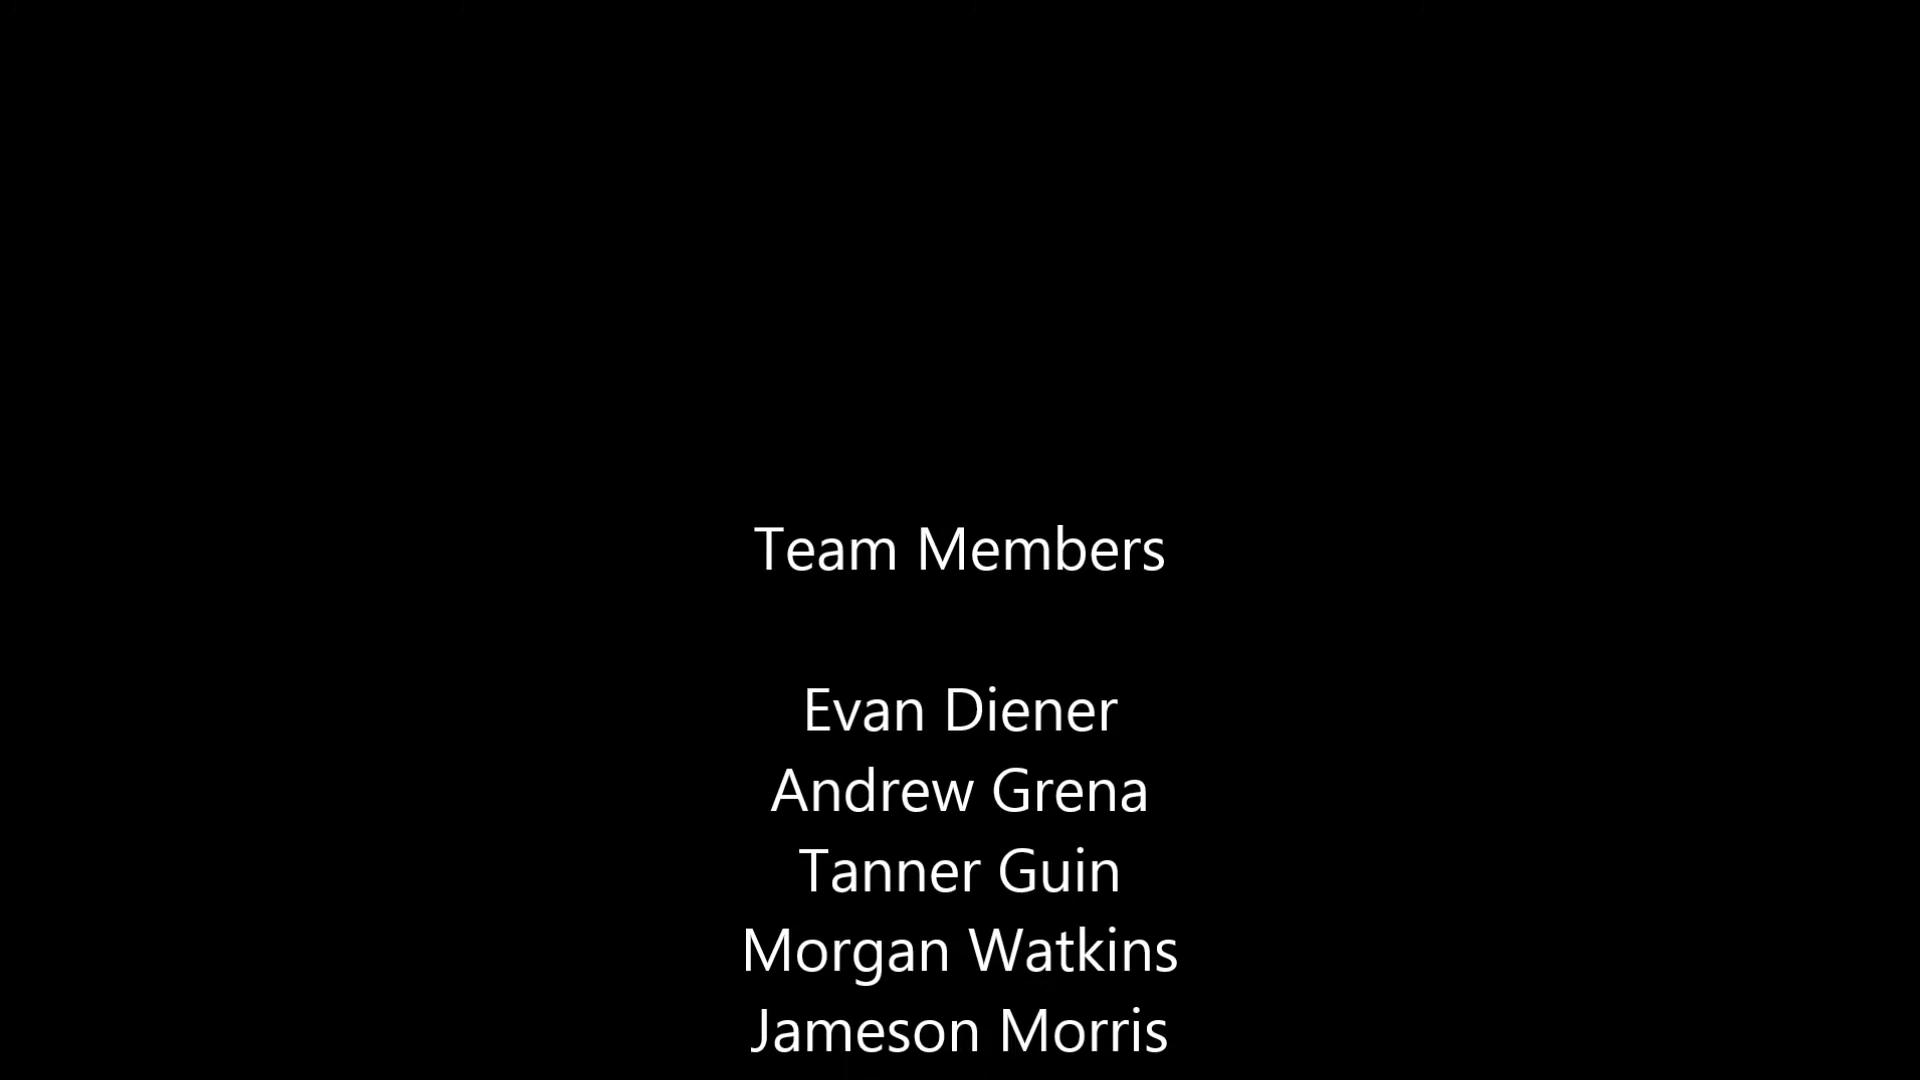 Team Members
Evan Diener
Andrew Grena
Tanner Guin
Morgan Watkins
Jameson Morris